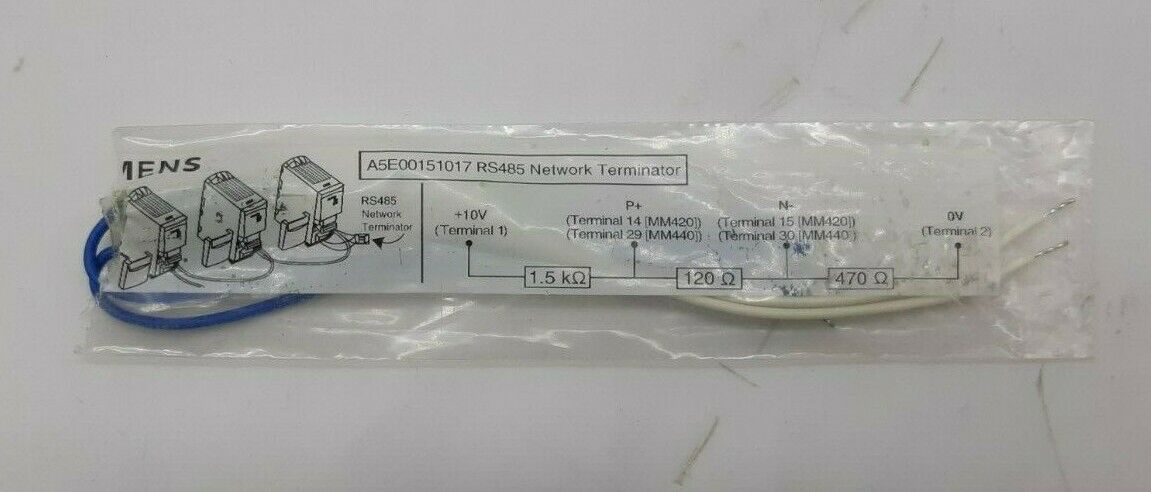 MENS
A5E00151017 RS485 Network Terminator
RS485
Network
Terminator
+10V
(Terminal 1)
P+
(Terminal 14 [MM420])
(Terminal 29 [MM440])
N-
(Terminal 15 [MM420])
(Terminal 30 [MM440])
0V
(Terminal 2)
1.5 kΩ
120 Ω
470 Ω